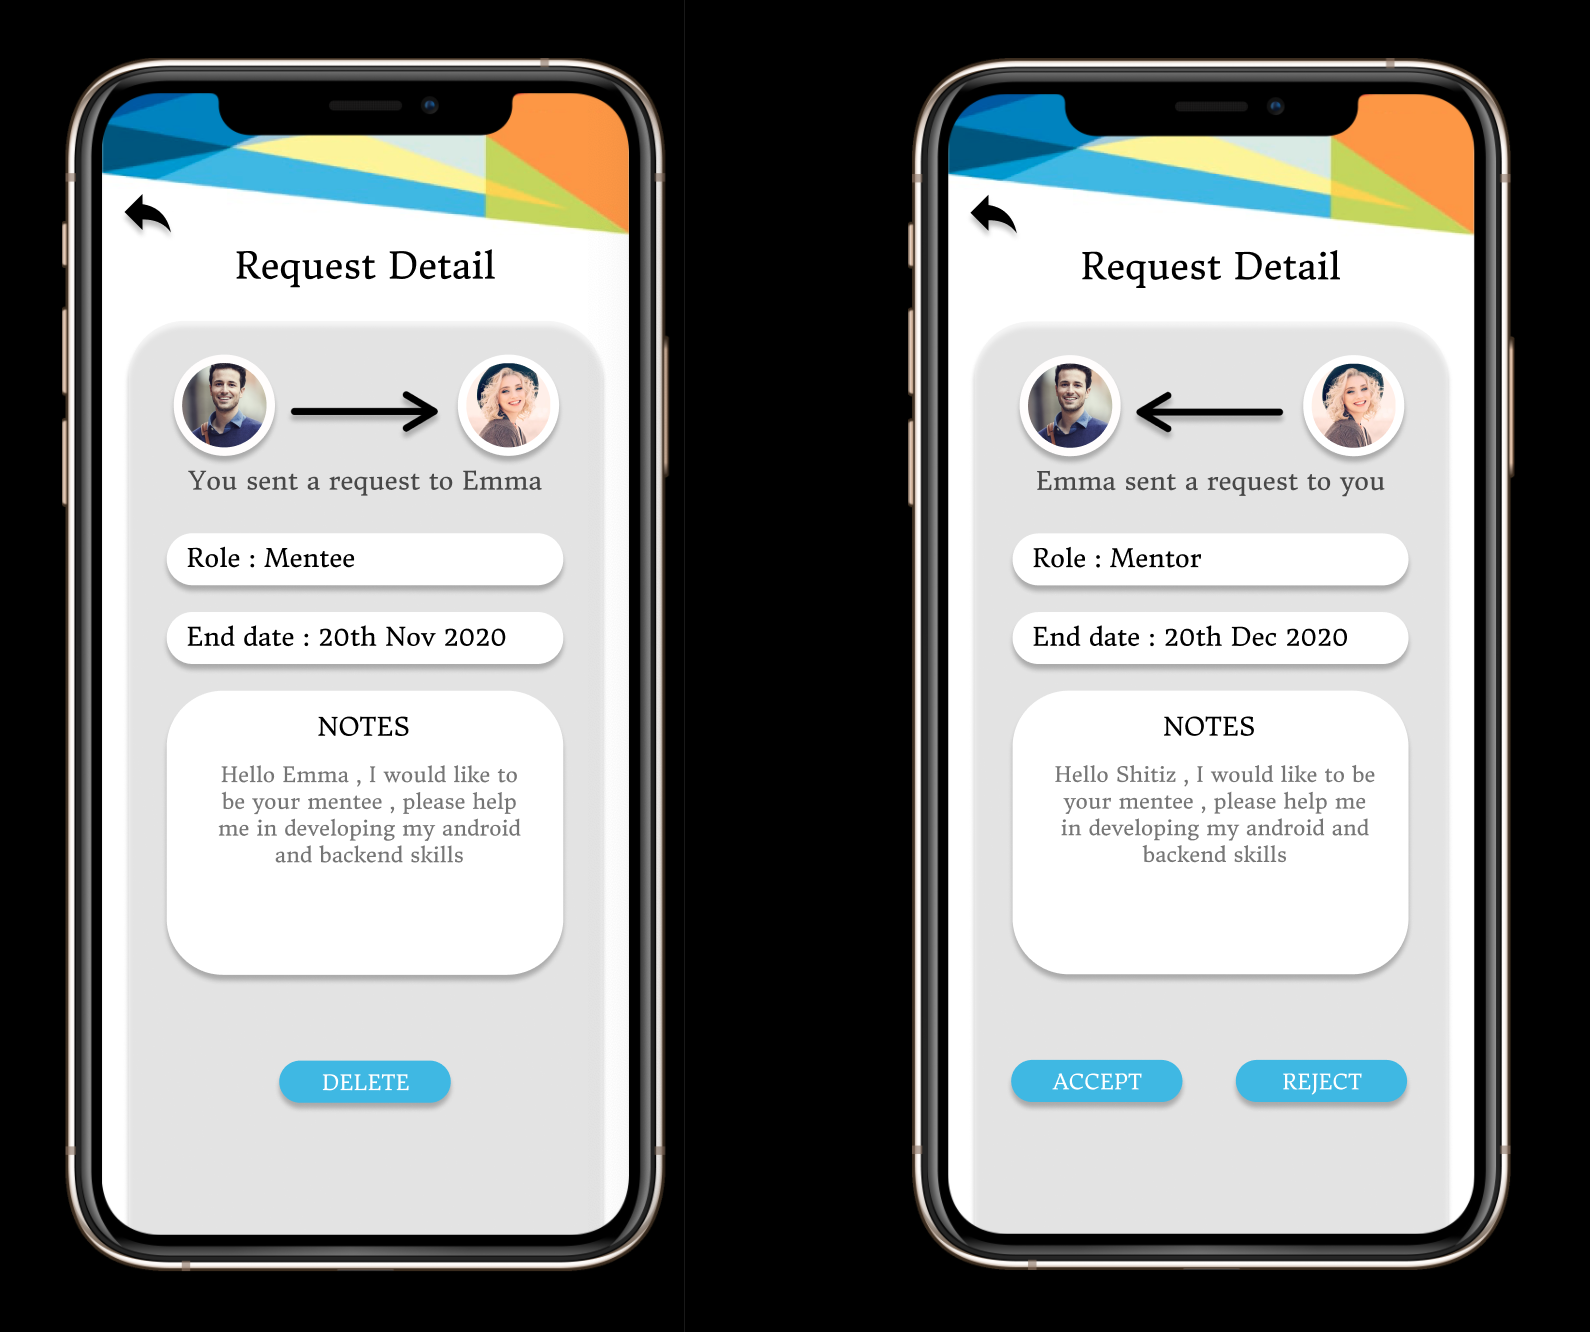 Request Detail
You sent a request to Emma
Role : Mentee
End date : 20th Nov 2020
NOTES
Hello Emma , I would like to
be your mentee , please help
me in developing my android
and backend skills
DELETE
Request Detail
Emma sent a request to you
Role : Mentor
End date : 20th Dec 2020
NOTES
Hello Shitiz , I would like to be
your mentee , please help me
in developing my android and
backend skills
ACCEPT
REJECT